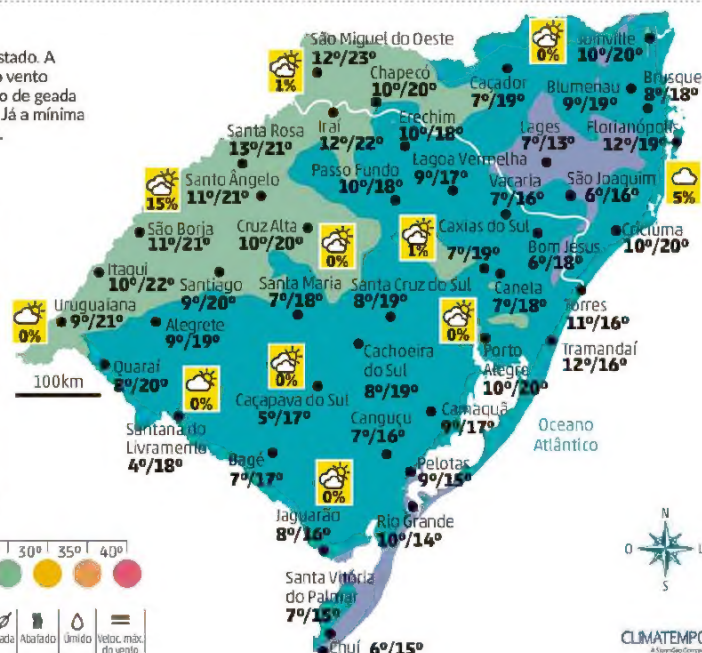 stado. A
vento
o de geada
Já a mínima
São Miguel do Oeste
12º/23º
1%
Chapecó
10º/20º
0%
Joinville
10º/20º
Caçador
7º/19º
Blumenau
9º/19º
Brusque
8º/18º
Iraí
12º/22º
Erechim
10º/18º
Lages
7º/13º
Florianópolis
12º/19º
Santa Rosa
13º/21º
Passo Fundo
10º/18º
Lagoa Vermelha
9º/17º
Vacaria
7º/16º
São Joaquim
6º/16º
5%
15%
Santo Ângelo
11º/21º
São Borja
11º/21º
Cruz Alta
10º/20º
0%
1%
Caxias do Sul
7º/19º
Bom Jesus
6º/18º
Criciúma
10º/20º
Itaqui
10º/22º
Santiago
9º/20º
Santa Maria
7º/18º
Santa Cruz do Sul
8º/19º
Canela
7º/18º
Torres
11º/16º
0%
Uruguaiana
9º/21º
Alegrete
9º/19º
0%
Porto
Alegre
10º/20º
Tramandaí
12º/16º
Quaraí
8º/20º
100km
0%
0%
Caçapava do Sul
5º/17º
Cachoeira
do Sul
8º/19º
Camaquã
9º/17º
Canguçu
7º/16º
Oceano
Atlântico
Santana do
Livramento
4º/18º
Bagé
7º/17º
0%
Pelotas
9º/15º
Jaguarão
8º/16º
Rio Grande
10º/14º
30º 35º 40º
Santa Vitória
do Palmar
7º/15º
Chuí 6º/15º
N
O L
S
ada Abafado Úmido Veloc. máx.
do vento
CLIMATEMPO